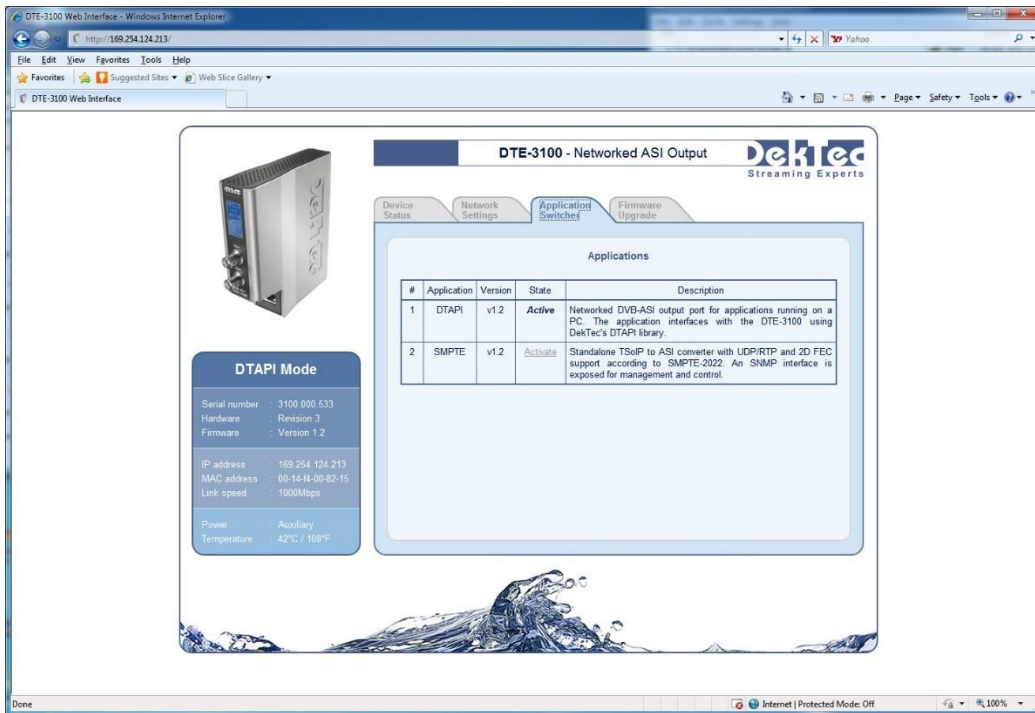 DTE-3100 Web Interface - Windows Internet Explorer
http://169.254.124.213/
Yahoo
File Edit View Favorites Tools Help
Favorites Suggested Sites Web Slice Gallery
DTE-3100 Web Interface
Page Safety Tools
DTE-3100 - Networked ASI Output
DekTec
Streaming Experts
Device Status
Network Settings
Application Switches
Firmware Upgrade
DekTec
Applications
# Application Version State Description
1 DTAPI v1.2 Active Networked DVB-ASI output port for applications running on a
PC. The application interfaces with the DTE-3100 using
DekTec's DTAPI library.
2 SMPTE v1.2 Activate Standalone TSoIP to ASI converter with UDP/RTP and 2D FEC
support according to SMPTE-2022. An SNMP interface is
exposed for management and control.
DTAPI Mode
Serial number : 3100.000.533
Hardware : Revision 3
Firmware : Version 1.2
IP address : 169.254.124.213
MAC address : 00-14-f4-00-82-15
Link speed : 1000Mbps
Power : Auxiliary
Temperature : 42°C / 108°F
Done
Internet | Protected Mode: Off
100%